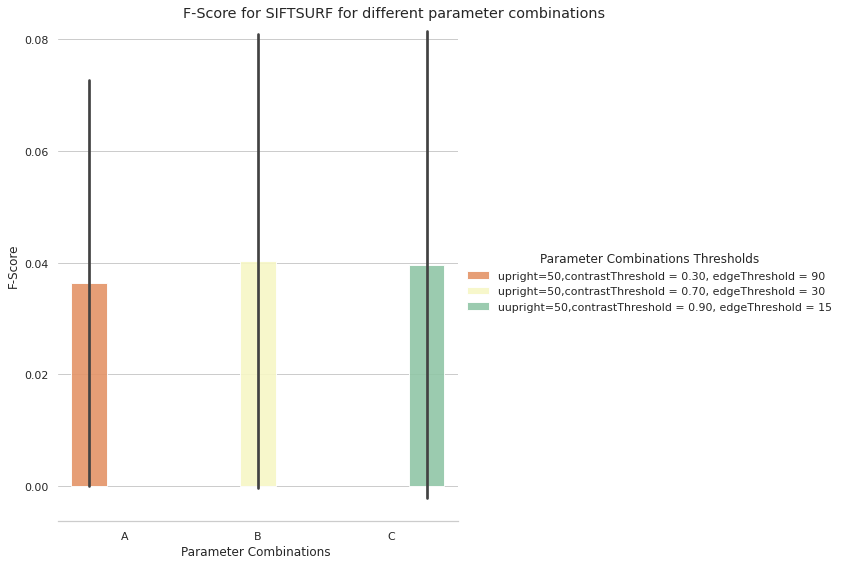 F-Score for SIFTSURF for different parameter combinations
0.08
0.06
0.04
0.02
0.00
F-Score
A B C
Parameter Combinations
Parameter Combinations Thresholds
upright=50,contrastThreshold = 0.30, edgeThreshold = 90
upright=50,contrastThreshold = 0.70, edgeThreshold = 30
uupright=50,contrastThreshold = 0.90, edgeThreshold = 15